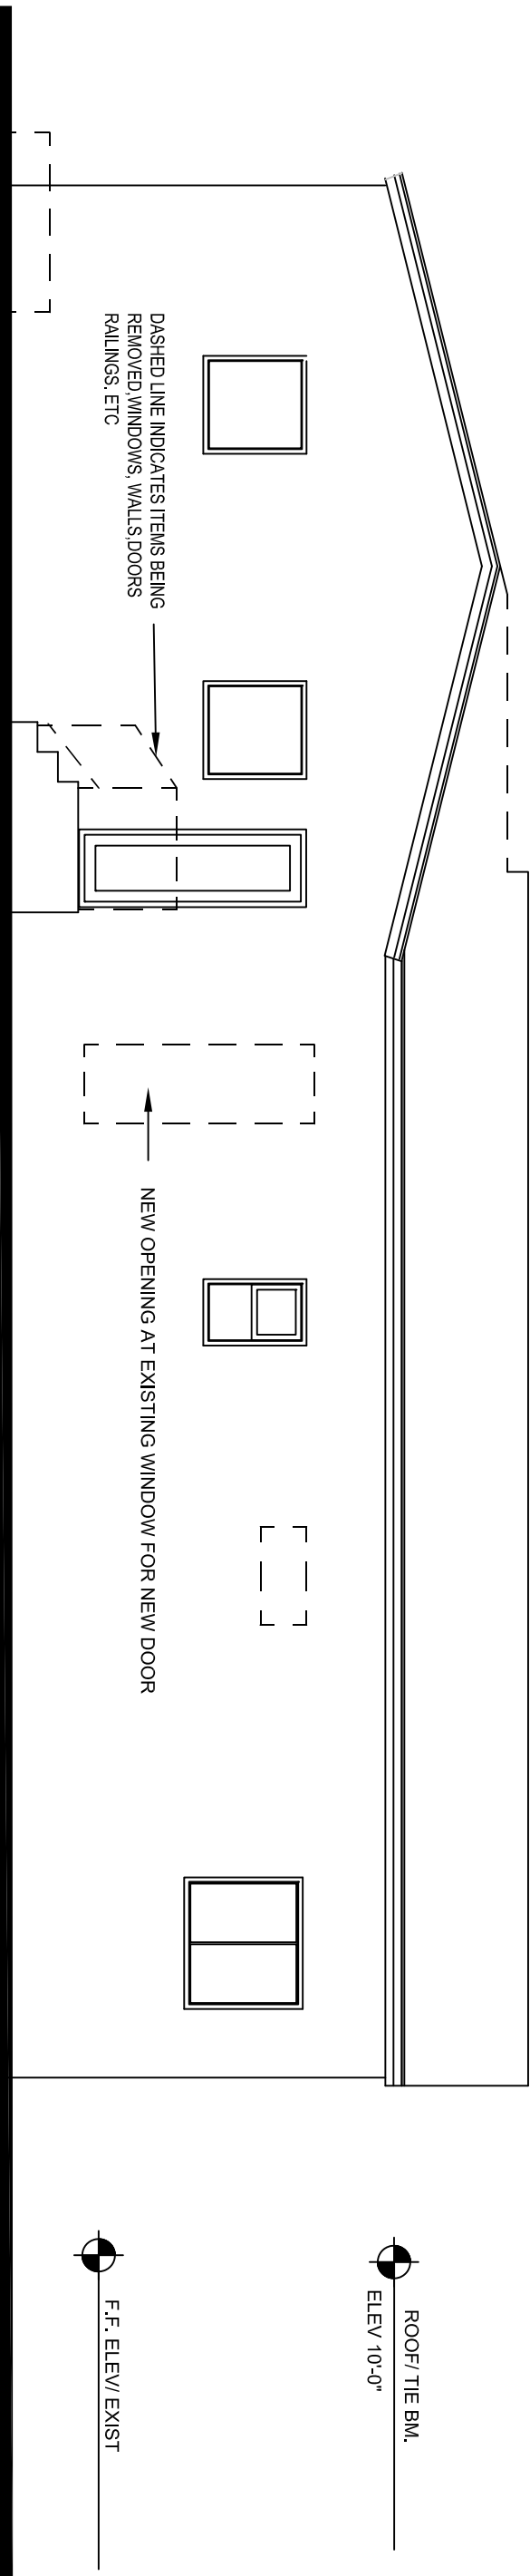 DASHED LINE INDICATES ITEMS BEING
REMOVED,WINDOWS, WALLS,DOORS
RAILINGS. ETC
NEW OPENING AT EXISTING WINDOW FOR NEW DOOR
ROOF/ TIE BM.
ELEV 10'-0"
F.F. ELEV/ EXIST